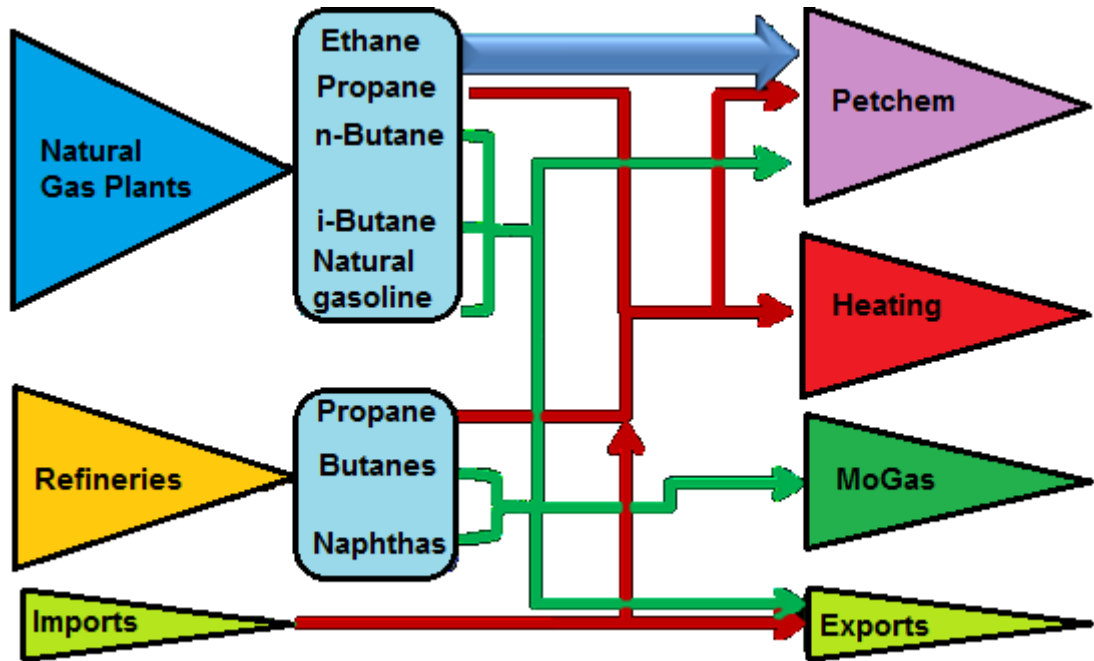 Natural
Gas Plants
Ethane
Propane
n-Butane
i-Butane
Natural
gasoline
Petchem
Heating
Refineries
Propane
Butanes
Naphthas
MoGas
Imports
Exports